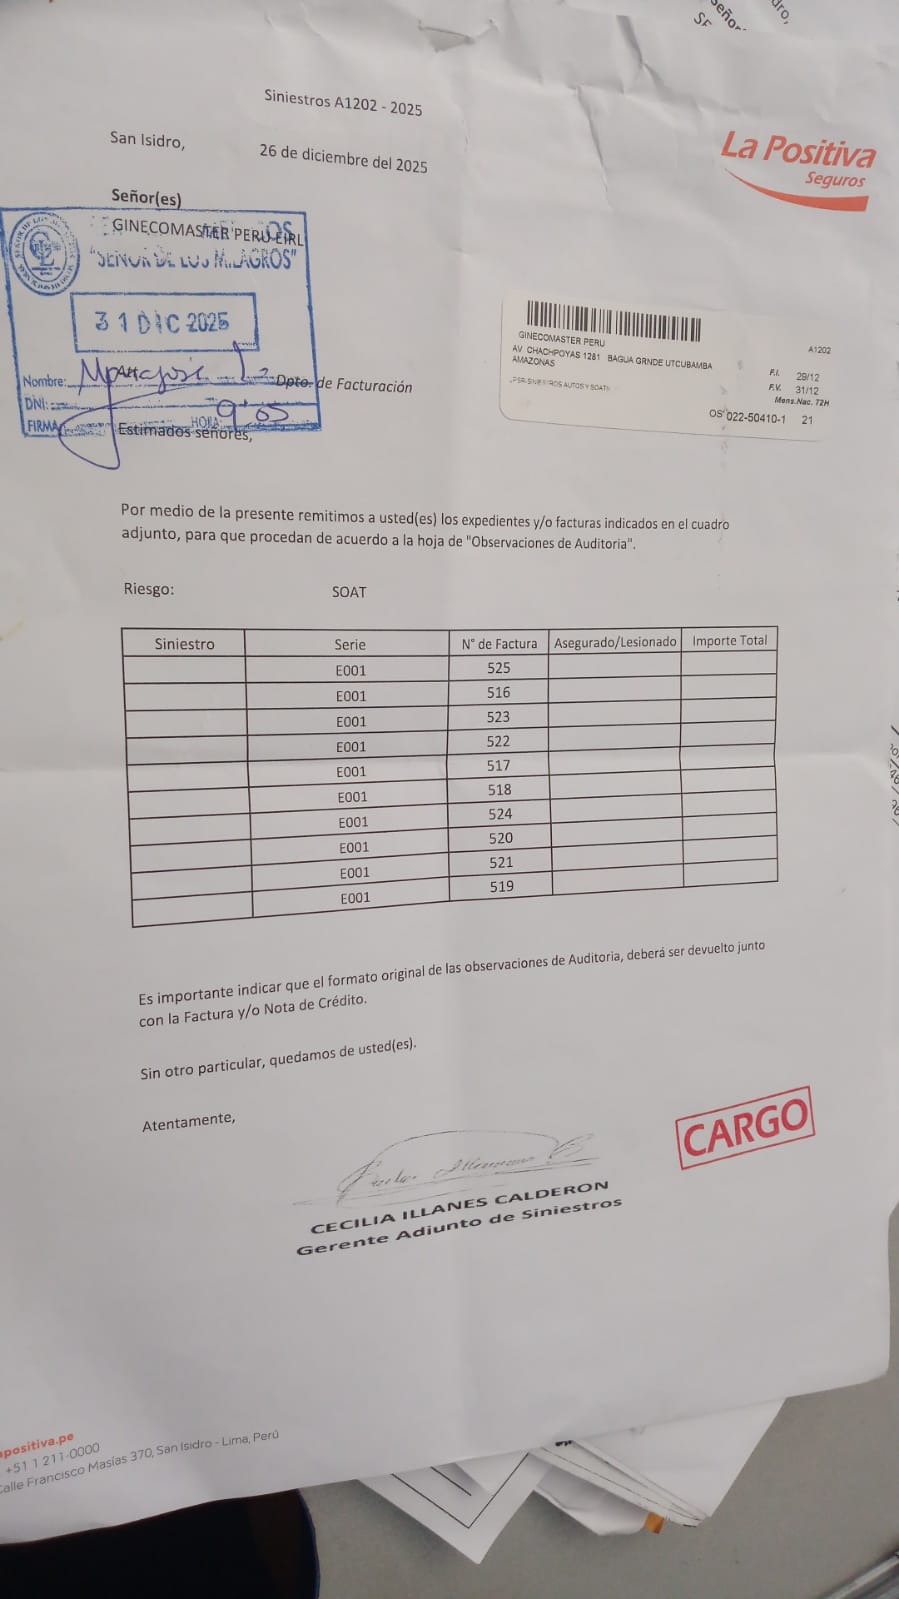 Siniestros A1202 - 2025
San Isidro,
26 de diciembre del 2025
La Positiva
Seguros
Señor(es)
GINECOMASTER PERU EIRL
"SEÑOR DE LOS MILAGROS"
31 DIC 2025
Nombre:
Att
Dpto. de Facturación
DNI:
HORA: 9:05
FIRMA
Estimados señores,
GINECOMASTER PERU
AV CHACHPOYAS 1281 BAGUA GRNDE UTCUBAMBA
AMAZONAS
A1202
F.I. 29/12
F.V. 31/12
Mens.Nac. 72H
OS 022-50410-1 21
Por medio de la presente remitimos a usted(es) los expedientes y/o facturas indicados en el cuadro
adjunto, para que procedan de acuerdo a la hoja de "Observaciones de Auditoria".
Riesgo: SOAT
Siniestro Serie N° de Factura Asegurado/Lesionado Importe Total
E001 525
E001 516
E001 523
E001 522
E001 517
E001 518
E001 524
E001 520
E001 521
E001 519
Es importante indicar que el formato original de las observaciones de Auditoria, deberá ser devuelto junto
con la Factura y/o Nota de Crédito.
Sin otro particular, quedamos de usted(es).
Atentamente,
CARGO
CECILIA ILLANES CALDERON
Gerente Adjunto de Siniestros
apositiva.pe
+51 1 211-0000
Calle Francisco Masías 370, San Isidro - Lima, Perú